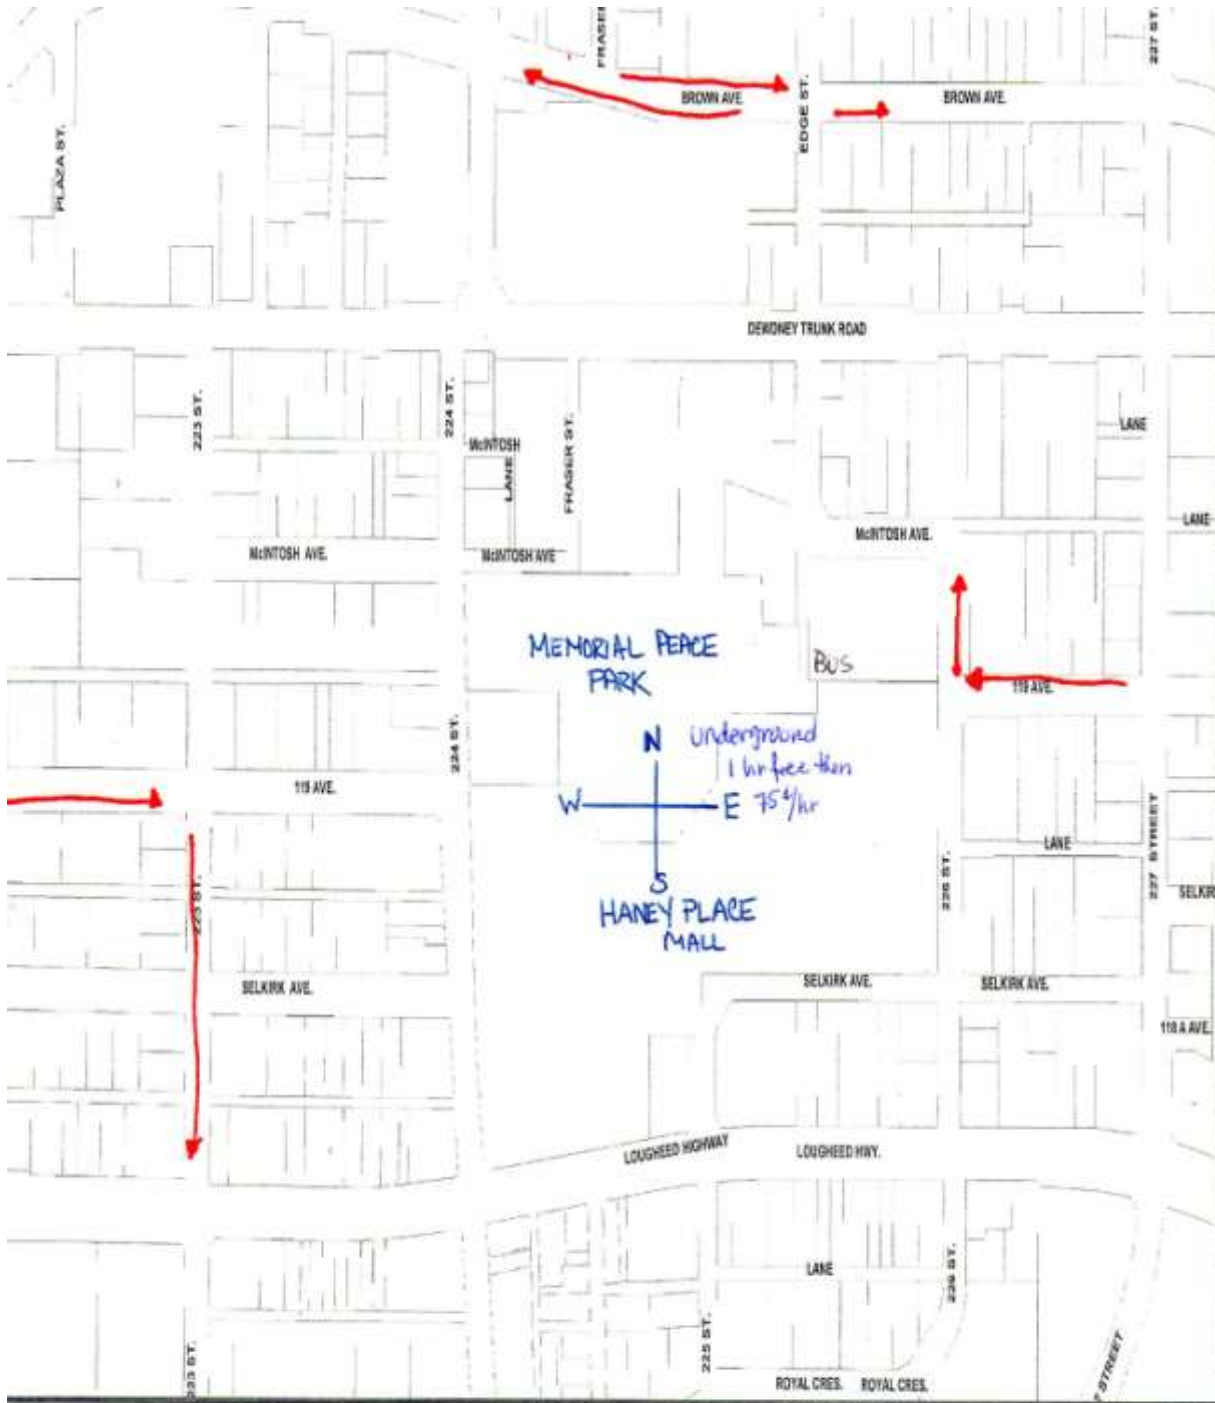 FRASER
227 ST.
BROWN AVE.
BROWN AVE.
EDGE ST.
PLAZA ST.
DEWDNEY TRUNK ROAD
223 ST.
224 ST.
McINTOSH
LANE
FRASER ST.
LANE
LANE
McINTOSH AVE.
McINTOSH AVE
McINTOSH AVE.
MEMORIAL PEACE
PARK
BUS
119 AVE.
224 ST.
N
Underground
1 hr free then
W
E
75¢/hr
S
119 AVE.
HANEY PLACE
MALL
LANE
227 STREET
226 ST.
SELKIR
223 ST.
SELKIRK AVE.
SELKIRK AVE.
SELKIRK AVE.
118 A AVE.
LOUGHEED HIGHWAY
LOUGHEED HWY.
LANE
226 ST.
225 ST.
223 ST.
ROYAL CRES.
ROYAL CRES.
STREET